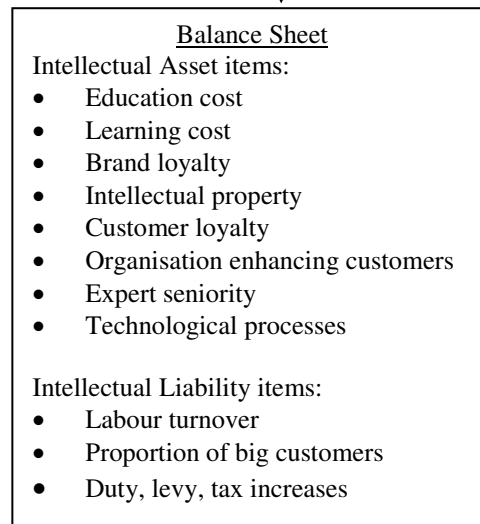 Balance Sheet
Intellectual Asset items:
• Education cost
• Learning cost
• Brand loyalty
• Intellectual property
• Customer loyalty
• Organisation enhancing customers
• Expert seniority
• Technological processes
Intellectual Liability items:
• Labour turnover
• Proportion of big customers
• Duty, levy, tax increases